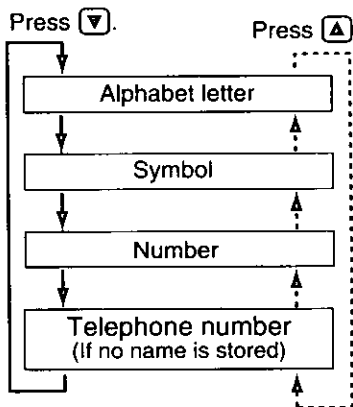 Press ▼.
Press ▲
Alphabet letter
Symbol
Number
Telephone number
(If no name is stored)